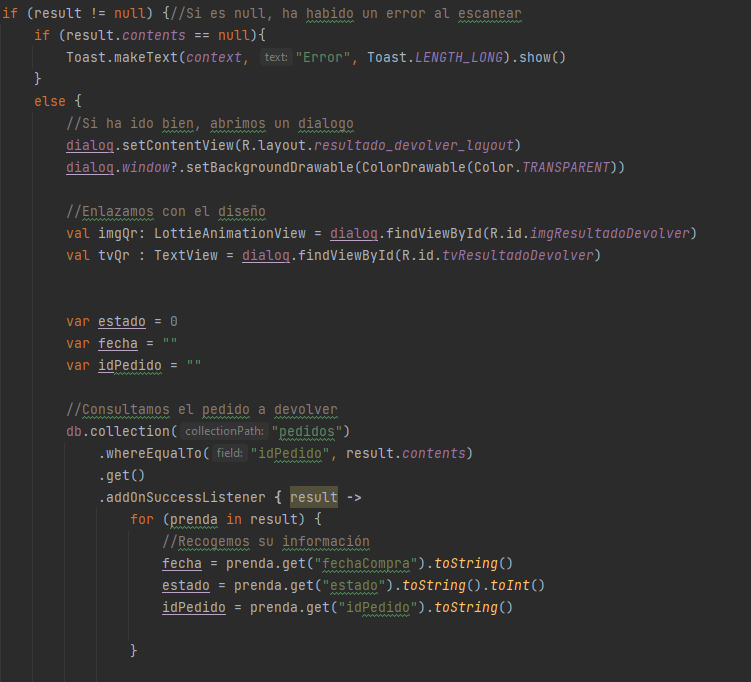 if (result != null) {//Si es null, ha habido un error al escanear
if (result.contents == null){
Toast.makeText(context, text: "Error", Toast.LENGTH_LONG).show()
}
else {
//Si ha ido bien, abrimos un dialogo
dialog.setContentView(R.layout.resultado_devolver_layout)
dialog.window?.setBackgroundDrawable(ColorDrawable(Color.TRANSPARENT))
//Enlazamos con el diseño
val imgQr: LottieAnimationView = dialog.findViewById(R.id.imgResultadoDevolver)
val tvQr : TextView = dialog.findViewById(R.id.tvResultadoDevolver)
var estado = 0
var fecha = ""
var idPedido = ""
//Consultamos el pedido a devolver
db.collection( collectionPath: "pedidos")
.whereEqualTo( field: "idPedido", result.contents)
.get()
.addOnSuccessListener { result ->
for (prenda in result) {
//Recogemos su información
fecha = prenda.get("fechaCompra").toString()
estado = prenda.get("estado").toString().toInt()
idPedido = prenda.get("idPedido").toString()
}